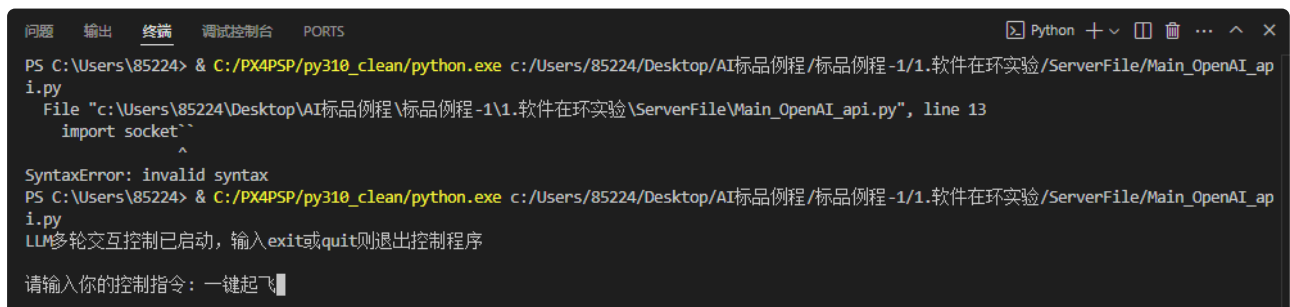 问题 输出 终端 调试控制台 PORTS Python
PS C:\Users\85224> & C:/PX4PSP/py310_clean/python.exe c:/Users/85224/Desktop/AI标品例程/标品例程-1/1.软件在环实验/ServerFile/Main_OpenAI_ap
i.py
  File "c:\Users\85224\Desktop\AI标品例程\标品例程-1\1.软件在环实验\ServerFile\Main_OpenAI_api.py", line 13
    import socket``
                 ^
SyntaxError: invalid syntax
PS C:\Users\85224> & C:/PX4PSP/py310_clean/python.exe c:/Users/85224/Desktop/AI标品例程/标品例程-1/1.软件在环实验/ServerFile/Main_OpenAI_ap
i.py
LLM多轮交互控制已启动，输入exit或quit则退出控制程序
请输入你的控制指令: 一键起飞